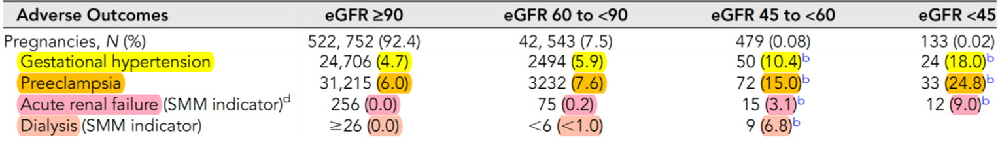 Adverse Outcomes eGFR ≥90 eGFR 60 to <90 eGFR 45 to <60 eGFR <45
Pregnancies, N (%) 522, 752 (92.4) 42, 543 (7.5) 479 (0.08) 133 (0.02)
Gestational hypertension 24,706 (4.7) 2494 (5.9) 50 (10.4)b 24 (18.0)b
Preeclampsia 31,215 (6.0) 3232 (7.6) 72 (15.0)b 33 (24.8)b
Acute renal failure (SMM indicator)d 256 (0.0) 75 (0.2) 15 (3.1)b 12 (9.0)b
Dialysis (SMM indicator) ≥26 (0.0) <6 (<1.0) 9 (6.8)b